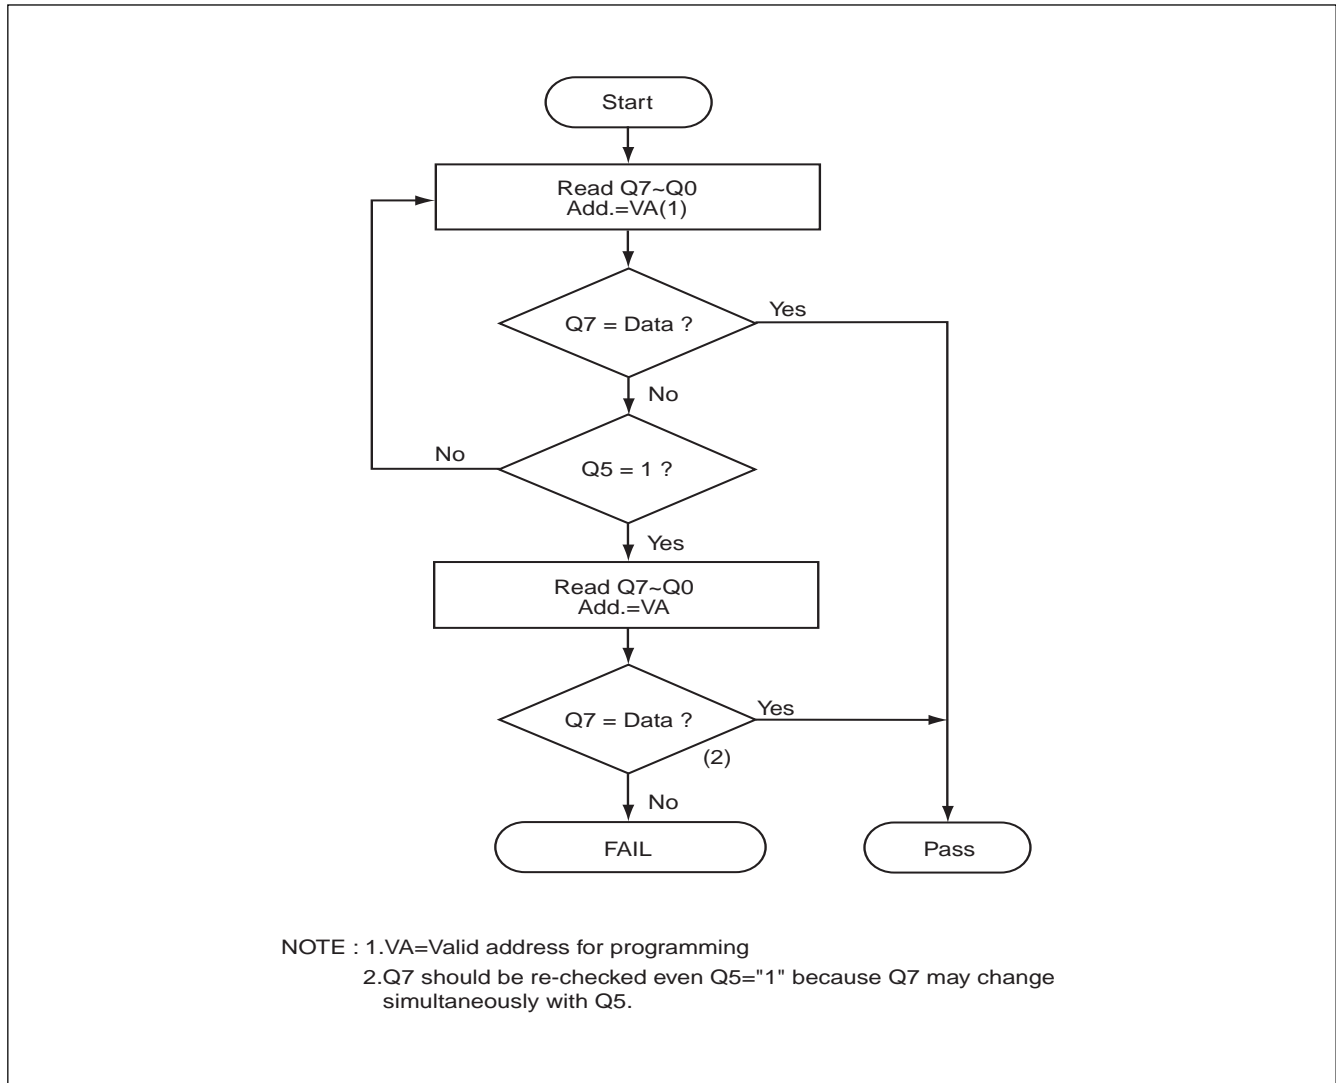 Start
Read Q7~Q0
Add.=VA(1)
Q7 = Data ?
Yes
No
No
Q5 = 1 ?
Yes
Read Q7~Q0
Add.=VA
Q7 = Data ?
Yes
(2)
No
FAIL
Pass
NOTE : 1.VA=Valid address for programming
2.Q7 should be re-checked even Q5="1" because Q7 may change
simultaneously with Q5.